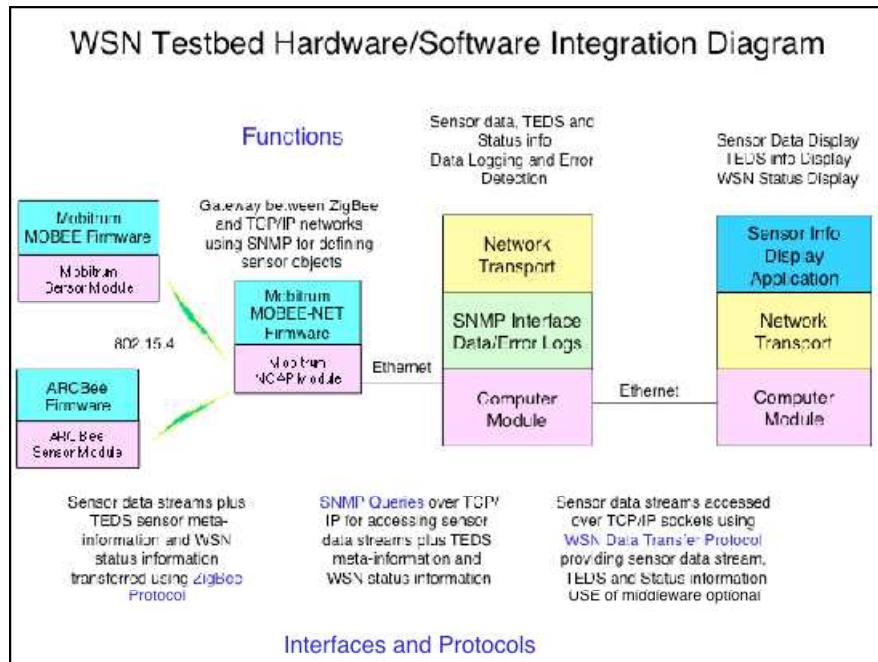 WSN Testbed Hardware/Software Integration Diagram
Functions
Sensor data, TEDS and
Status info
Data Logging and Error
Detection
Sensor Data Display
TEDS info Display
WSN Status Display
Gateway between ZigBee
and TCP/IP networks
using SNMP for defining
sensor objects
Mobitrum
MOBEE Firmware
Mobitrum
Sensor Module
802.15.4
ARCBee
Firmware
ARCBee
Sensor Module
Mobitrum
MOBEE-NET
Firmware
Mobitrum
NCAP Module
Ethernet
Network
Transport
SNMP Interface
Data/Error Logs
Computer
Module
Ethernet
Sensor Info
Display
Application
Network
Transport
Computer
Module
Sensor data streams plus
TEDS sensor meta-
information and WSN
status information
transferred using ZigBee
Protocol
SNMP Queries over TCP/
IP for accessing sensor
data streams plus TEDS
meta-information and
WSN status information
Sensor data streams accessed
over TCP/IP sockets using
WSN Data Transfer Protocol
providing sensor data stream,
TEDS and Status information
USE of middleware optional
Interfaces and Protocols